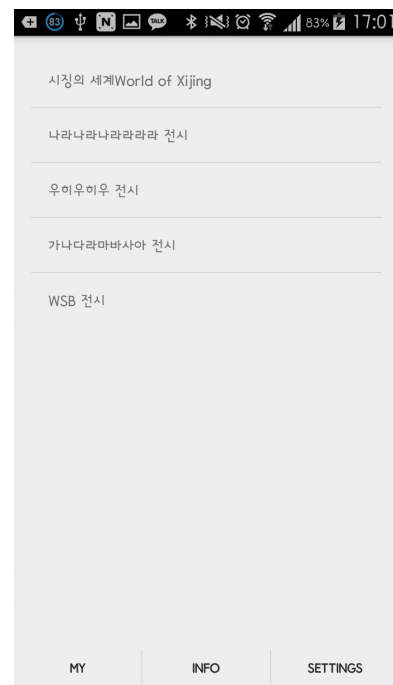 83 N TALK 83% 17:01
시징의 세계World of Xijing
나라나라나라라라라 전시
우히우히우 전시
가나다라마바사아 전시
WSB 전시
MY INFO SETTINGS